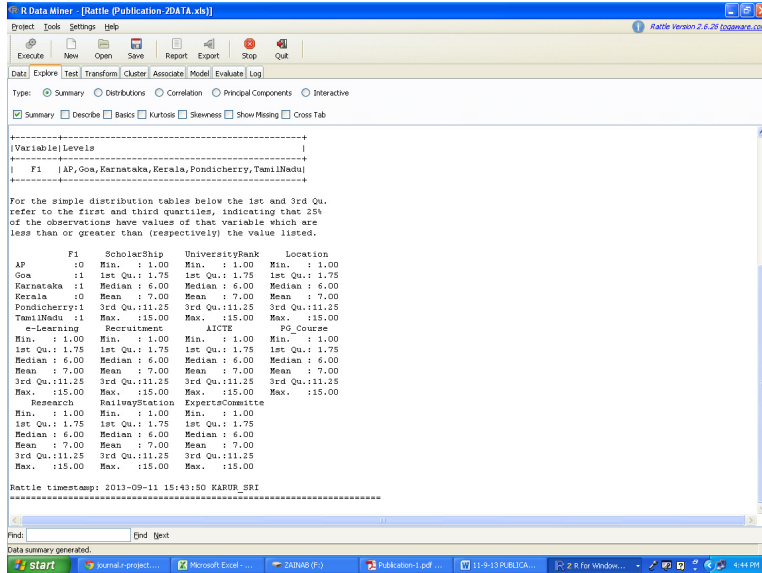 R Data Miner - [Rattle (Publication-2DATA.xls)]
Project Tools Settings Help
Rattle Version 2.6.26 togaware.com
Execute New Open Save Report Export Stop Quit
Data Explore Test Transform Cluster Associate Model Evaluate Log
Type: Summary Distributions Correlation Principal Components Interactive
Summary Describe Basics Kurtosis Skewness Show Missing Cross Tab
+--------+-----------------------------------------------+
|Variable|Levels |
+--------+-----------------------------------------------+
| F1 |AP,Goa,Karnataka,Kerala,Pondicherry,TamilNadu|
+--------+-----------------------------------------------+
For the simple distribution tables below the 1st and 3rd Qu.
refer to the first and third quartiles, indicating that 25%
of the observations have values of that variable which are
less than or greater than (respectively) the value listed.
F1 ScholarShip UniversityRank Location
AP :0 Min. : 1.00 Min. : 1.00 Min. : 1.00
Goa :1 1st Qu.: 1.75 1st Qu.: 1.75 1st Qu.: 1.75
Karnataka :1 Median : 6.00 Median : 6.00 Median : 6.00
Kerala :0 Mean : 7.00 Mean : 7.00 Mean : 7.00
Pondicherry:1 3rd Qu.:11.25 3rd Qu.:11.25 3rd Qu.:11.25
TamilNadu :1 Max. :15.00 Max. :15.00 Max. :15.00
e-Learning Recruitment AICTE PG_Course
Min. : 1.00 Min. : 1.00 Min. : 1.00 Min. : 1.00
1st Qu.: 1.75 1st Qu.: 1.75 1st Qu.: 1.75 1st Qu.: 1.75
Median : 6.00 Median : 6.00 Median : 6.00 Median : 6.00
Mean : 7.00 Mean : 7.00 Mean : 7.00 Mean : 7.00
3rd Qu.:11.25 3rd Qu.:11.25 3rd Qu.:11.25 3rd Qu.:11.25
Max. :15.00 Max. :15.00 Max. :15.00 Max. :15.00
Research RailwayStation ExpertsCommitte
Min. : 1.00 Min. : 1.00 Min. : 1.00
1st Qu.: 1.75 1st Qu.: 1.75 1st Qu.: 1.75
Median : 6.00 Median : 6.00 Median : 6.00
Mean : 7.00 Mean : 7.00 Mean : 7.00
3rd Qu.:11.25 3rd Qu.:11.25 3rd Qu.:11.25
Max. :15.00 Max. :15.00 Max. :15.00
Rattle timestamp: 2013-09-11 15:43:50 KARUR_SRI
======================================================================
Find: Find Next
Data summary generated.
start journal.r-project.... Microsoft Excel - ... ZAINAB (F:) Publication-1.pdf ... 11-9-13 PUBLICA... 2 R for Window... 4:44 PM